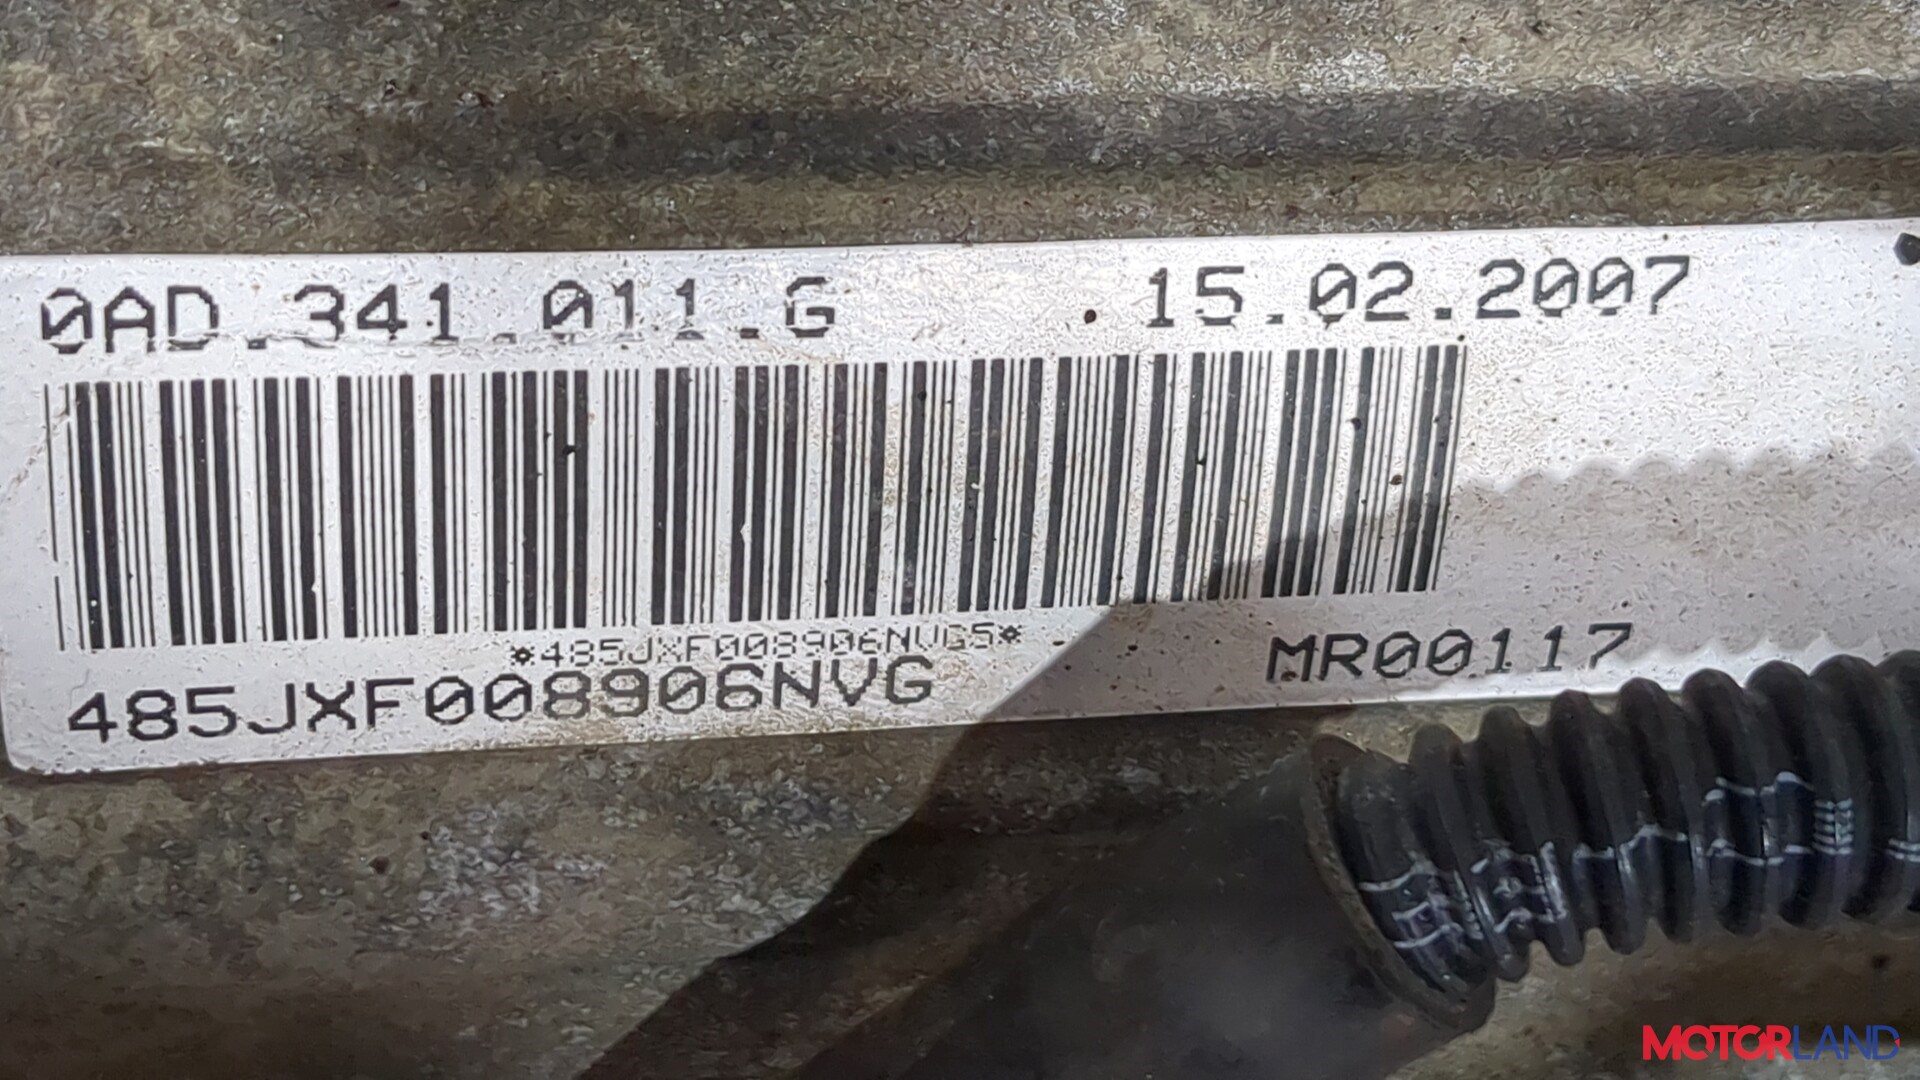 0AD.341.011.G 15.02.2007
*485JXF008906NVG5*
485JXF008906NVG MR00117
MOTORLAND